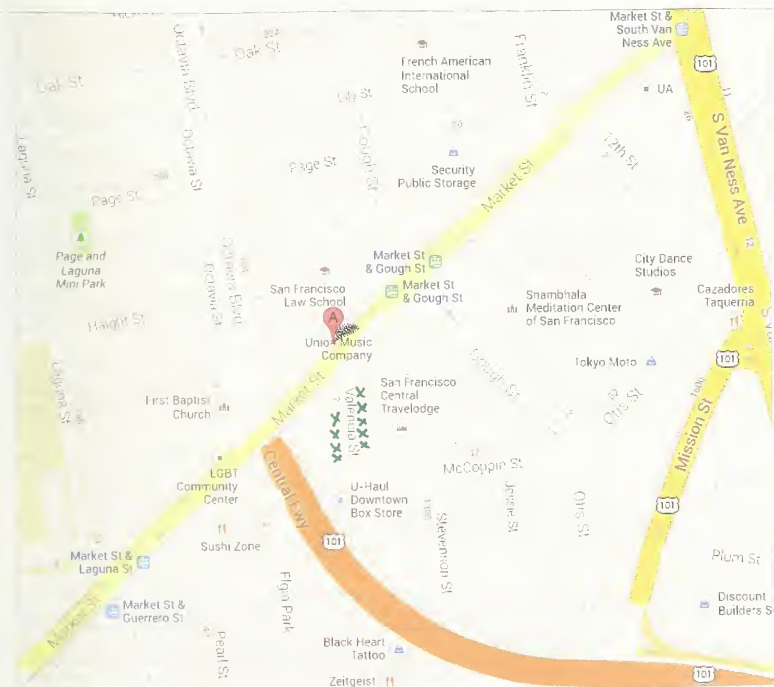 Market St &
South Van
Ness Ave
Oak St
Octavia Blvd
Oak St
French American
International
School
Franklin St
101
UA
Lily St
Laguna St
Octavia St
Gough St
Page St
12th St
S Van Ness Ave
Security
Public Storage
Market St
Page St
Page and
Laguna
Mini Park
Octavia Blvd
Octavia St
Market St
& Gough St
City Dance
Studios
San Francisco
Law School
Market St
& Gough St
Shambhala
Meditation Center
of San Francisco
Cazadores
Taqueria
Haight St
A
Union Music
Company
Gough St
Tokyo Moto
101
Laguna St
Market St
San Francisco
Central
Travelodge
Valencia St
Otis St
Mission St
First Baptist
Church
McCoppin St
LGBT
Community
Center
Central Fwy
U-Haul
Downtown
Box Store
Jessie St
Otis St
101
Stevenson St
Sushi Zone
101
Market St &
Laguna St
Plum St
Elgin Park
Market St
Market St &
Guerrero St
Discount
Builders S
Pearl St
Black Heart
Tattoo
Zeitgeist
101